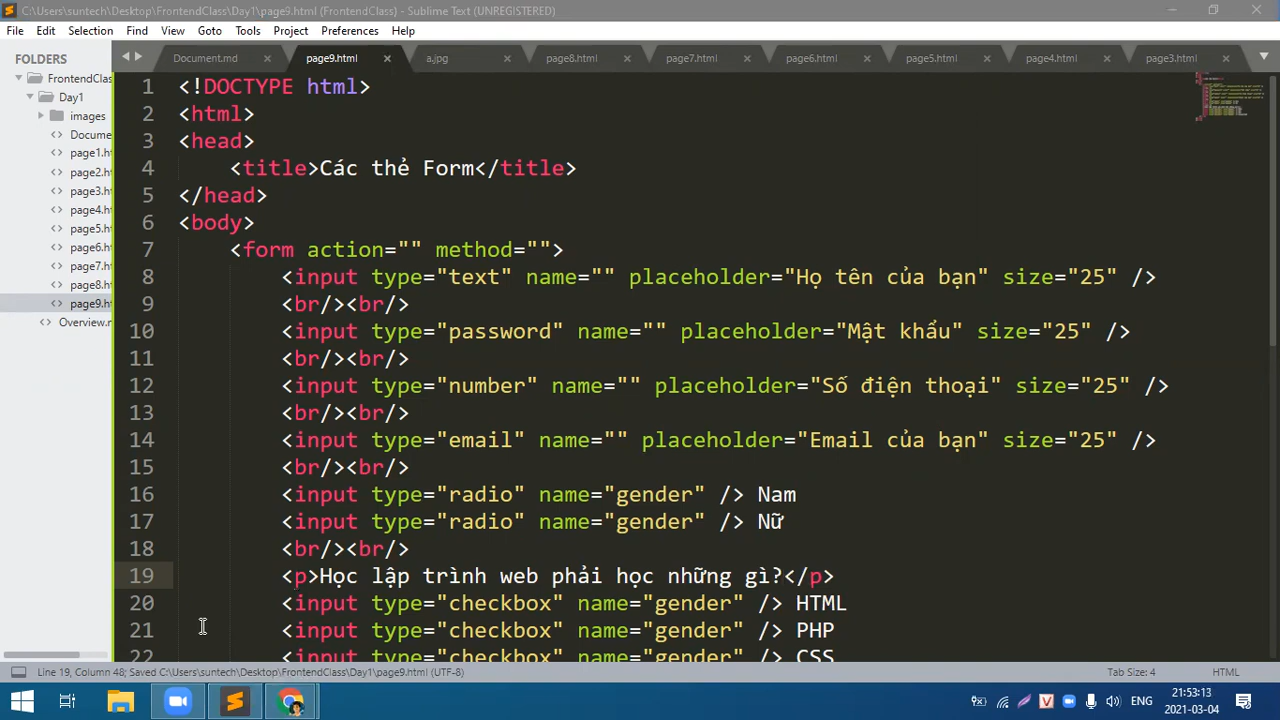 C:\Users\suntech\Desktop\FrontendClass\Day1\page9.html (FrontendClass) - Sublime Text (UNREGISTERED)
File Edit Selection Find View Goto Tools Project Preferences Help
FOLDERS
FrontendClass
Day1
images
Docume
page1.ht
page2.ht
page3.ht
page4.ht
page5.ht
page6.ht
page7.ht
page8.ht
page9.ht
Overview.r
Document.md page9.html a.jpg page8.html page7.html page6.html page5.html page4.html page3.html
1 <!DOCTYPE html>
2 <html>
3 <head>
4 <title>Các thẻ Form</title>
5 </head>
6 <body>
7 <form action="" method="">
8 <input type="text" name="" placeholder="Họ tên của bạn" size="25" />
9 <br/><br/>
10 <input type="password" name="" placeholder="Mật khẩu" size="25" />
11 <br/><br/>
12 <input type="number" name="" placeholder="Số điện thoại" size="25" />
13 <br/><br/>
14 <input type="email" name="" placeholder="Email của bạn" size="25" />
15 <br/><br/>
16 <input type="radio" name="gender" /> Nam
17 <input type="radio" name="gender" /> Nữ
18 <br/><br/>
19 <p>Học lập trình web phải học những gì?</p>
20 <input type="checkbox" name="gender" /> HTML
21 <input type="checkbox" name="gender" /> PHP
22 <input type="checkbox" name="gender" /> CSS
Line 19, Column 48; Saved C:\Users\suntech\Desktop\FrontendClass\Day1\page9.html (UTF-8) Tab Size: 4 HTML
ENG
21:53:13
2021-03-04